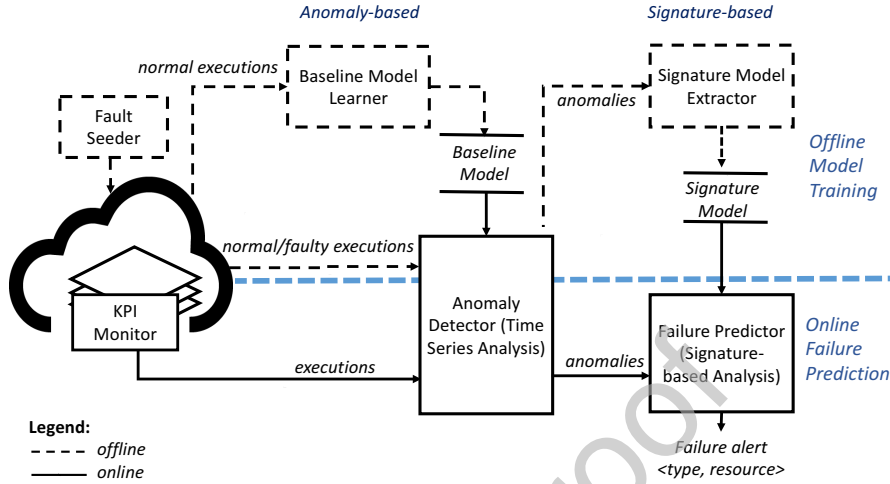 Anomaly-based
Signature-based
normal executions
Baseline Model
Learner
anomalies
Signature Model
Extractor
Fault
Seeder
Baseline
Model
Offline
Model
Training
Signature
Model
normal/faulty executions
KPI
Monitor
Anomaly
Detector (Time
Series Analysis)
Failure Predictor
(Signature-
based Analysis)
Online
Failure
Prediction
executions
anomalies
Legend:
offline
online
Failure alert
<type, resource>
roof